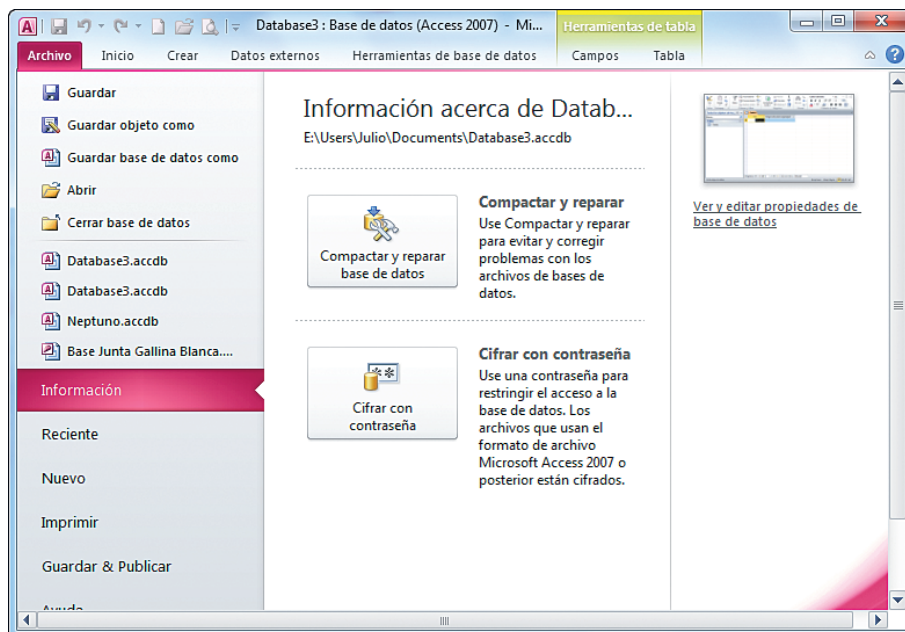 Database3 : Base de datos (Access 2007) - Mi...
Herramientas de tabla
Archivo Inicio Crear Datos externos Herramientas de base de datos Campos Tabla
Guardar
Guardar objeto como
Guardar base de datos como
Abrir
Cerrar base de datos
Database3.accdb
Database3.accdb
Neptuno.accdb
Base Junta Gallina Blanca....
Información
Reciente
Nuevo
Imprimir
Guardar & Publicar
Ayuda
Información acerca de Datab...
E:\Users\Julio\Documents\Database3.accdb
Compactar y reparar
base de datos
Compactar y reparar
Use Compactar y reparar
para evitar y corregir
problemas con los
archivos de bases de
datos.
Cifrar con
contraseña
Cifrar con contraseña
Use una contraseña para
restringir el acceso a la
base de datos. Los
archivos que usan el
formato de archivo
Microsoft Access 2007 o
posterior están cifrados.
Ver y editar propiedades de
base de datos